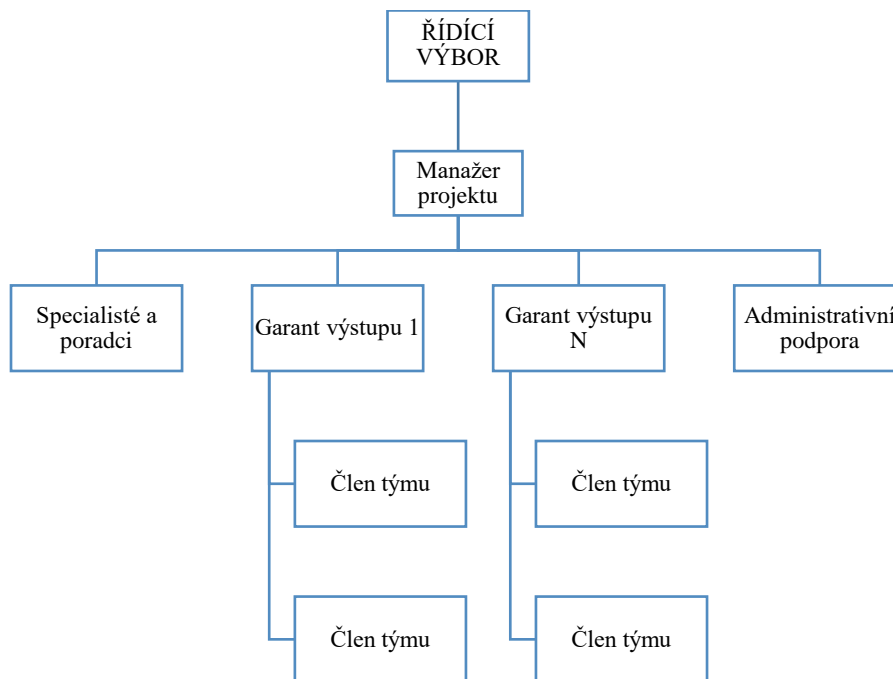 ŘÍDÍCÍ
VÝBOR
Manažer
projektu
Specialisté a
poradci
Garant výstupu 1
Garant výstupu
N
Administrativní
podpora
Člen týmu
Člen týmu
Člen týmu
Člen týmu